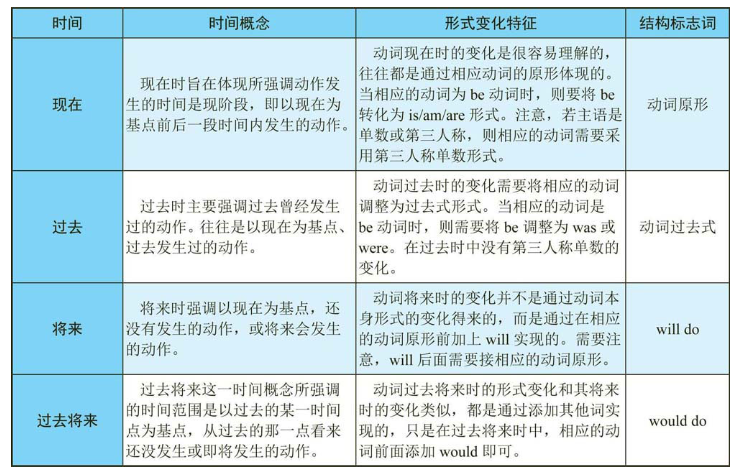 时间 时间概念 形式变化特征 结构标志词
现在
现在时旨在体现所强调动作发
生的时间是现阶段，即以现在为
基点前后一段时间内发生的动作。
动词现在时的变化是很容易理解的，
往往都是通过相应动词的原形体现的。
当相应的动词为 be 动词时，则要将 be
转化为 is/am/are 形式。注意，若主语是
单数或第三人称，则相应的动词需要采
用第三人称单数形式。
动词原形
过去
过去时主要强调过去曾经发生
过的动作。往往是以现在为基点、
过去发生过的动作。
动词过去时的变化需要将相应的动词
调整为过去式形式。当相应的动词是
be 动词时，则需要将 be 调整为 was 或
were。在过去时中没有第三人称单数的
变化。
动词过去式
将来
将来时强调以现在为基点，还
没有发生的动作，或将来会发生
的动作。
动词将来时的变化并不是通过动词本
身形式的变化得来的，而是通过在相应
的动词原形前加上 will 实现的。需要注
意，will 后面需要接相应的动词原形。
will do
过去将来
过去将来这一时间概念所强调
的时间范围是以过去的某一时间
点为基点，从过去的那一点看来
还没发生或即将发生的动作。
动词过去将来时的形式变化和其将来
时的变化类似，都是通过添加其他词实
现的，只是在过去将来时中，相应的动
词前面添加 would 即可。
would do